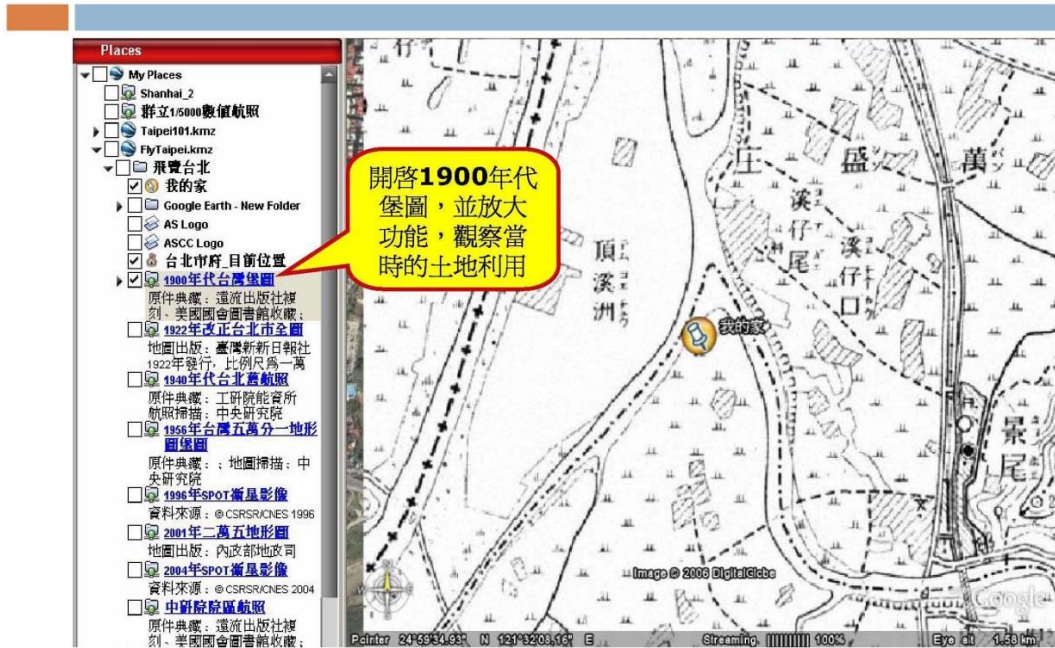 Places
My Places
Shanhai_2
群立1/5000數值航照
Taipei101.kmz
FlyTaipei.kmz
飛覽台北
我的家
Google Earth - New Folder
AS Logo
ASCC Logo
台北市府_目前位置
1900年代台灣堡圖
原件典藏：遠流出版社複
刻、美國國會圖書館收藏；
1922年改正台北市全圖
地圖出版：臺灣新新日報社
1922年發行，比例尺為一萬
1940年代台北舊航照
原件典藏：工研院能資所
航照掃描：中央研究院
1956年台灣五萬分一地形
圖堡圖
原件典藏：；地圖掃描：中
央研究院
1996年SPOT衛星影像
資料來源：©CSRSR/CNES 1996
2001年二萬五地形圖
地圖出版：內政部地政司
2004年SPOT衛星影像
資料來源：©CSRSR/CNES 2004
中研院院區航照
原件典藏：遠流出版社複
刻、美國國會圖書館收藏；
開啟1900年代
堡圖，並放大
功能，觀察當
時的土地利用
仔
庄盛萬
溪仔尾
溪仔口
頂溪洲
我的家
景尾
N
Image © 2006 DigitalGlobe
Google
Pointer 24°59'34.93" N 121°32'08.16" E Streaming 100% Eye alt 1.58 km